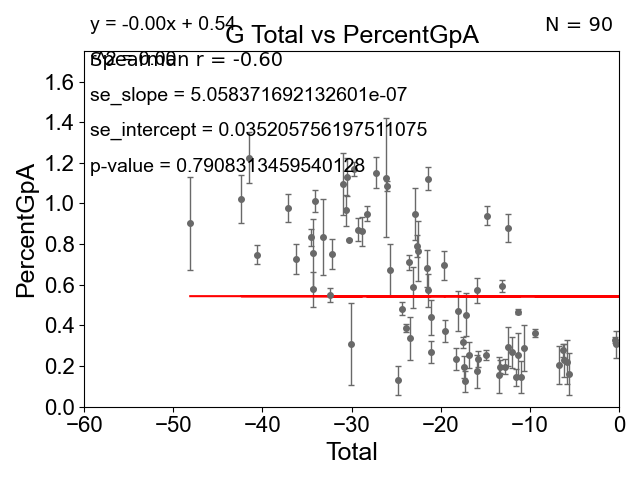 y = -0.00x + 0.54
N = 90
G Total vs PercentGpA
Spearman r = -0.60
se_slope = 5.058371692132601e-07
se_intercept = 0.035205756197511075
p-value = 0.7908313459540128
PercentGpA
1.6
1.4
1.2
1.0
0.8
0.6
0.4
0.2
0.0
−60 −50 −40 −30 −20 −10 0
Total